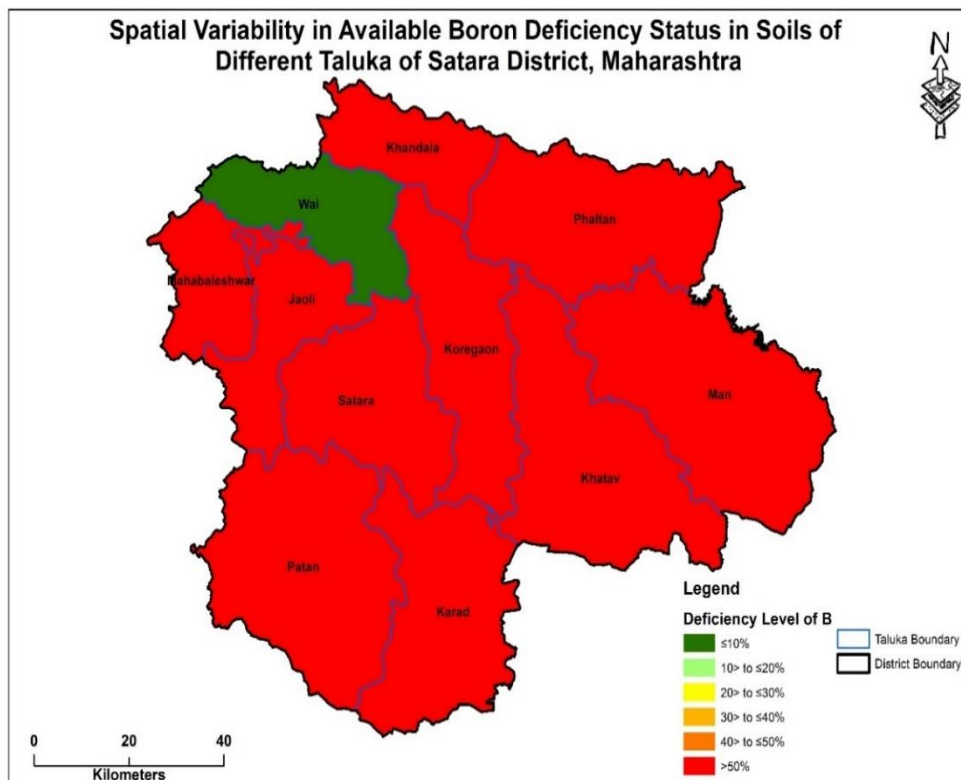 Spatial Variability in Available Boron Deficiency Status in Soils of
Different Taluka of Satara District, Maharashtra
N
Khandala
Wai
Phaltan
Mahabaleshwar
Jaoli
Koregaon
Man
Satara
Khatav
Patan
Karad
Legend
Deficiency Level of B
≤10%
10> to ≤20%
20> to ≤30%
30> to ≤40%
40> to ≤50%
>50%
Taluka Boundary
District Boundary
0 20 40
Kilometers